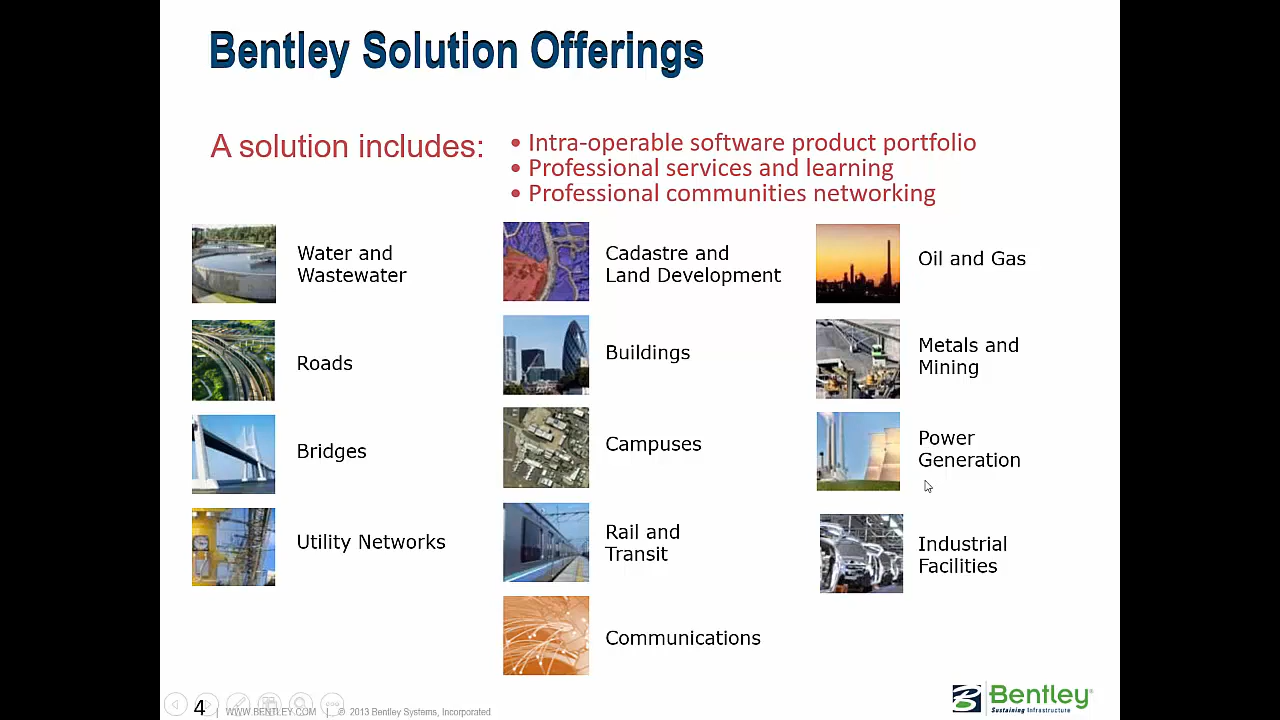 Bentley Solution Offerings
A solution includes:
• Intra-operable software product portfolio
• Professional services and learning
• Professional communities networking
Water and
Wastewater
Roads
Bridges
Utility Networks
Cadastre and
Land Development
Buildings
Campuses
Rail and
Transit
Communications
Oil and Gas
Metals and
Mining
Power
Generation
Industrial
Facilities
4 | WWW.BENTLEY.COM | © 2013 Bentley Systems, Incorporated
Bentley®
Sustaining Infrastructure